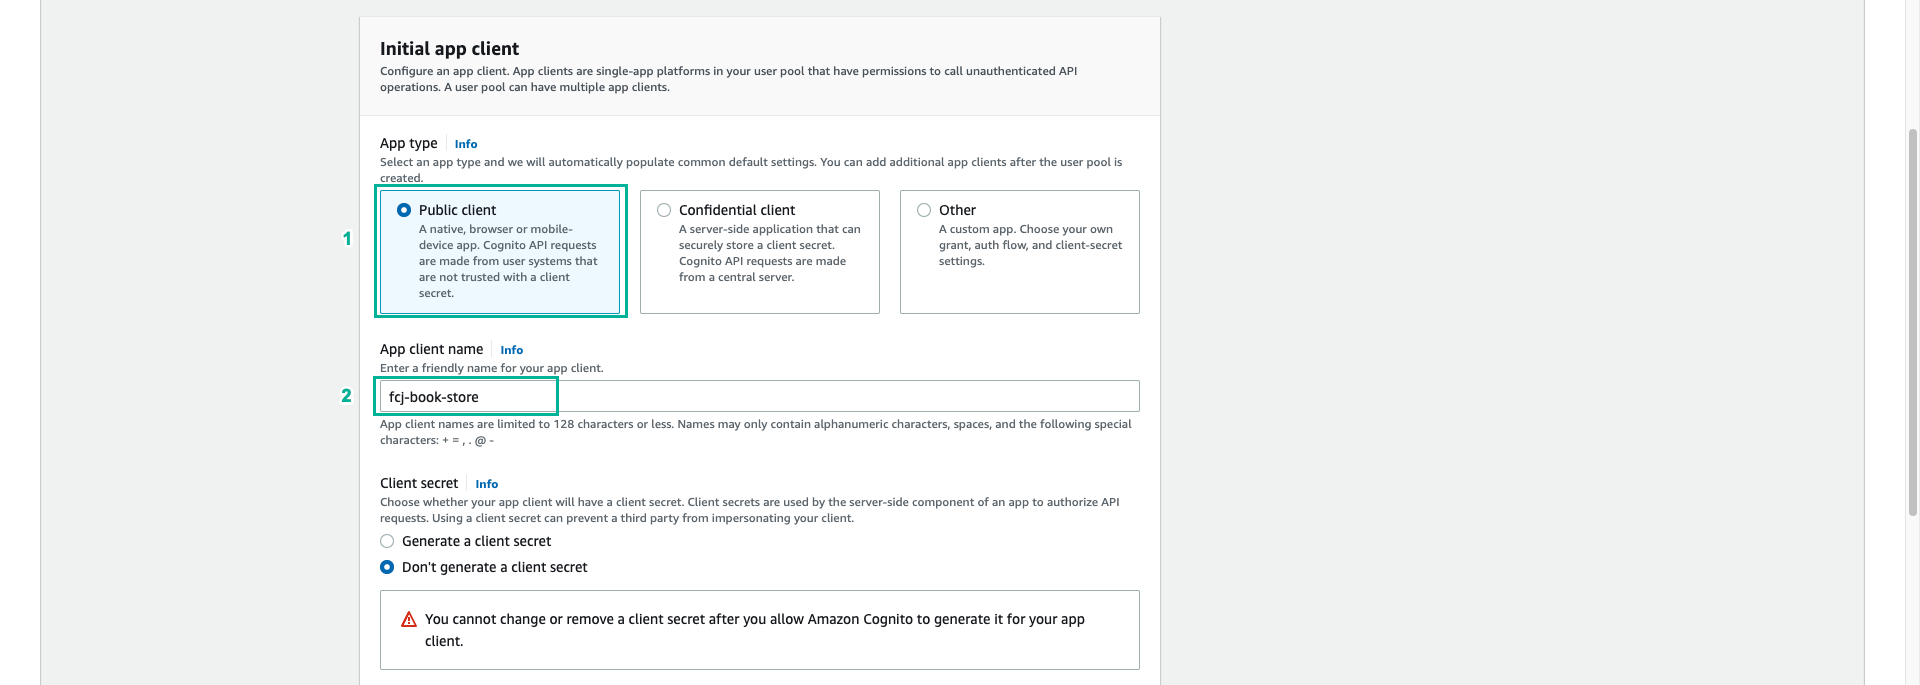 Initial app client
Configure an app client. App clients are single-app platforms in your user pool that have permissions to call unauthenticated API
operations. A user pool can have multiple app clients.
App type Info
Select an app type and we will automatically populate common default settings. You can add additional app clients after the user pool is
created.
1
Public client
A native, browser or mobile-
device app. Cognito API requests
are made from user systems that
are not trusted with a client
secret.
Confidential client
A server-side application that can
securely store a client secret.
Cognito API requests are made
from a central server.
Other
A custom app. Choose your own
grant, auth flow, and client-secret
settings.
App client name Info
Enter a friendly name for your app client.
2
fcj-book-store
App client names are limited to 128 characters or less. Names may only contain alphanumeric characters, spaces, and the following special
characters: + = , . @ -
Client secret Info
Choose whether your app client will have a client secret. Client secrets are used by the server-side component of an app to authorize API
requests. Using a client secret can prevent a third party from impersonating your client.
Generate a client secret
Don't generate a client secret
You cannot change or remove a client secret after you allow Amazon Cognito to generate it for your app
client.